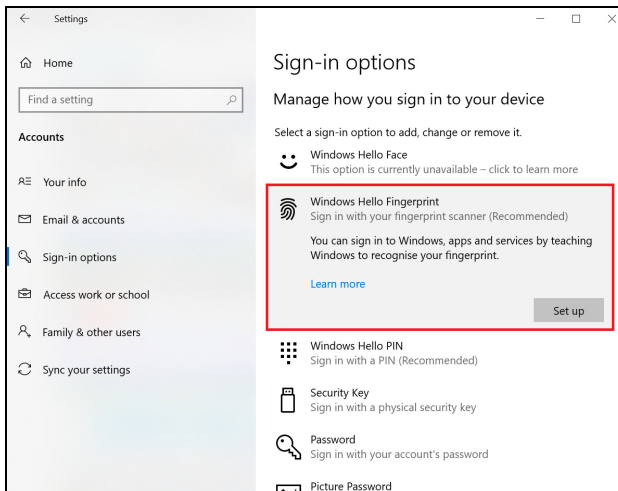 Settings
Home
Find a setting
Accounts
Your info
Email & accounts
Sign-in options
Access work or school
Family & other users
Sync your settings
Sign-in options
Manage how you sign in to your device
Select a sign-in option to add, change or remove it.
Windows Hello Face
This option is currently unavailable – click to learn more
Windows Hello Fingerprint
Sign in with your fingerprint scanner (Recommended)
You can sign in to Windows, apps and services by teaching
Windows to recognise your fingerprint.
Learn more
Set up
Windows Hello PIN
Sign in with a PIN (Recommended)
Security Key
Sign in with a physical security key
Password
Sign in with your account's password
Picture Password